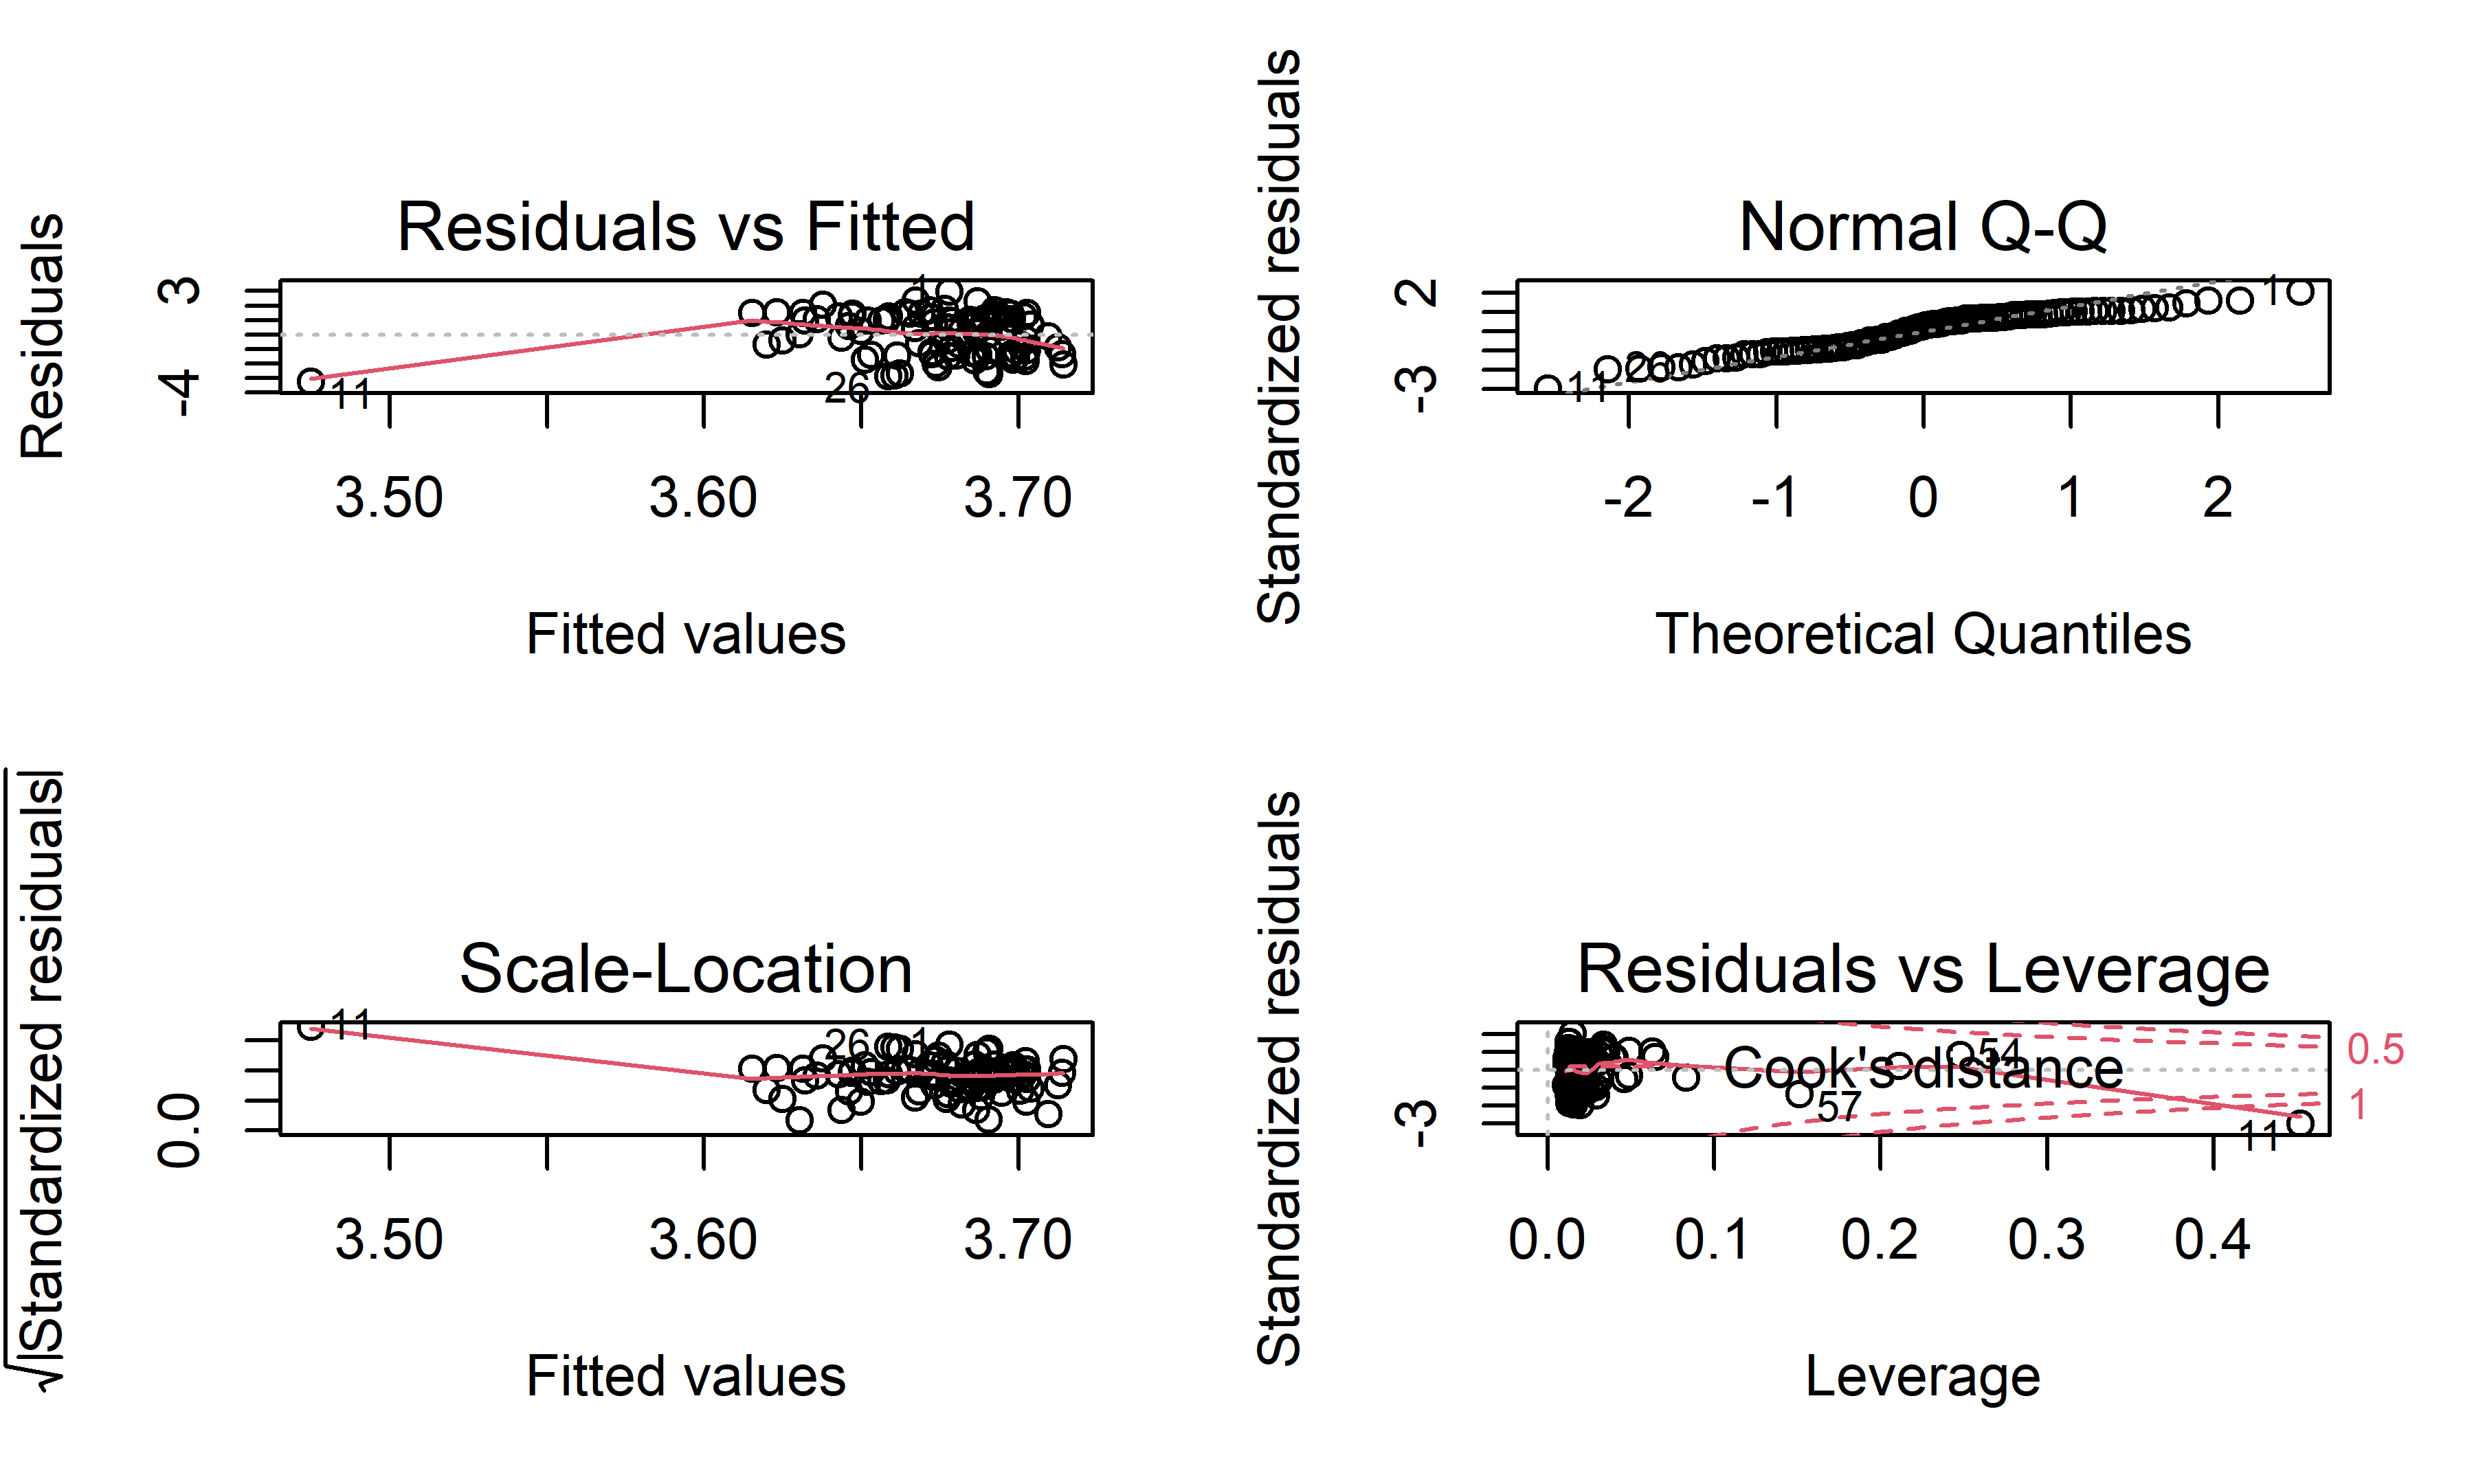 Residuals vs Fitted
Residuals
3
-4
1
26
11
3.50 3.60 3.70
Fitted values
Normal Q-Q
Standardized residuals
2
-3
1
26
11
-2 -1 0 1 2
Theoretical Quantiles
Scale-Location
√|Standardized residuals|
0.0
11
26
1
3.50 3.60 3.70
Fitted values
Residuals vs Leverage
Standardized residuals
-3
Cook's distance
54
57
11
0.5
1
0.0 0.1 0.2 0.3 0.4
Leverage